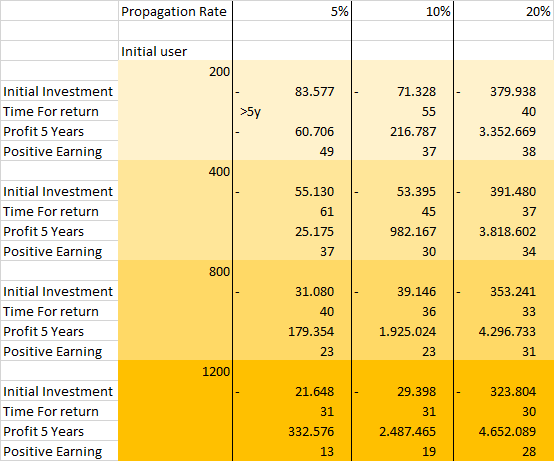 Propagation Rate 5% 10% 20%
Initial user
200
Initial Investment - 83.577 - 71.328 - 379.938
Time For return >5y 55 40
Profit 5 Years - 60.706 216.787 3.352.669
Positive Earning 49 37 38
400
Initial Investment - 55.130 - 53.395 - 391.480
Time For return 61 45 37
Profit 5 Years 25.175 982.167 3.818.602
Positive Earning 37 30 34
800
Initial Investment - 31.080 - 39.146 - 353.241
Time For return 40 36 33
Profit 5 Years 179.354 1.925.024 4.296.733
Positive Earning 23 23 31
1200
Initial Investment - 21.648 - 29.398 - 323.804
Time For return 31 31 30
Profit 5 Years 332.576 2.487.465 4.652.089
Positive Earning 13 19 28